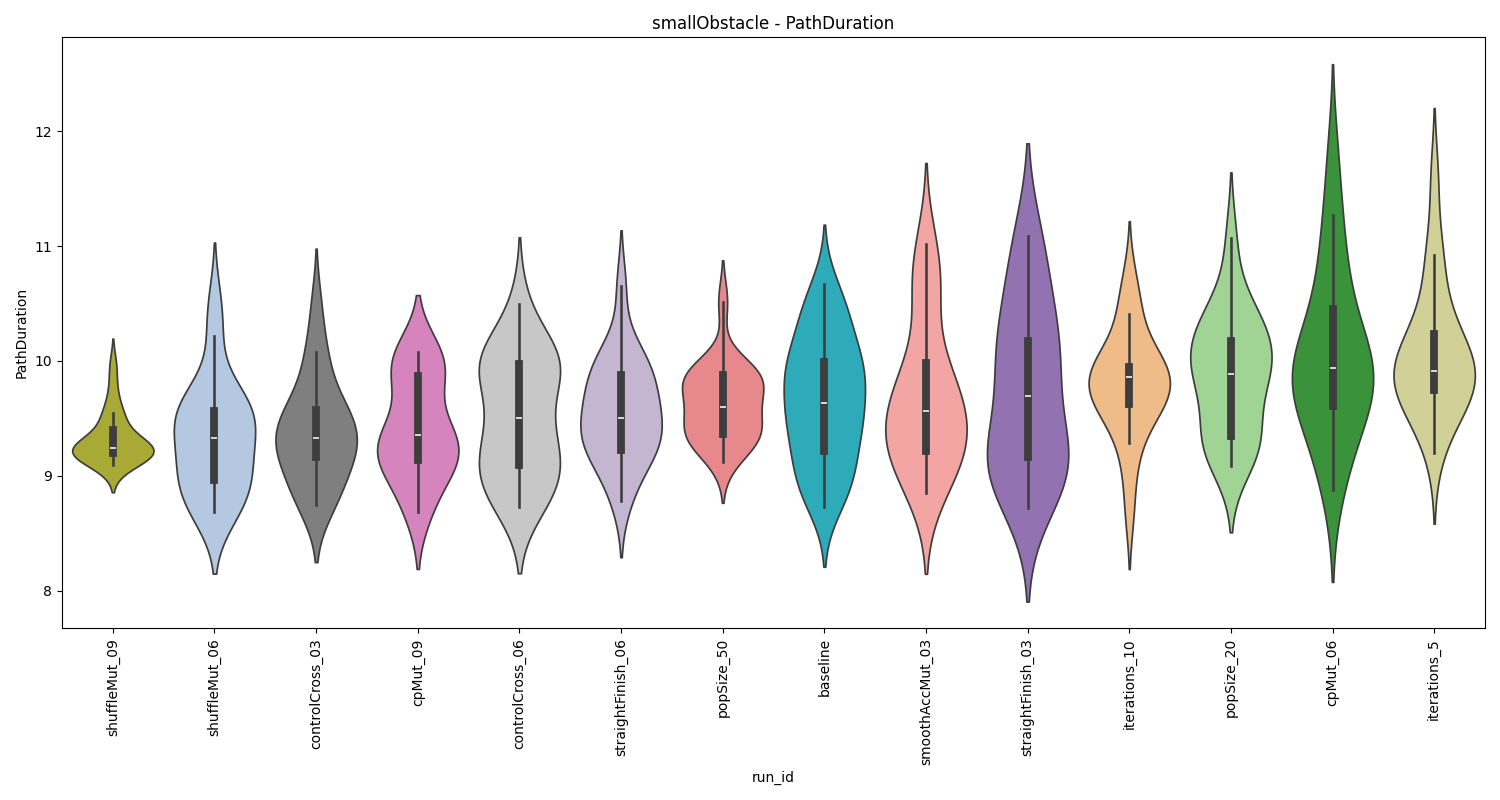 smallObstacle - PathDuration
PathDuration
12
11
10
9
8
shuffleMut_09
shuffleMut_06
controlCross_03
cpMut_09
controlCross_06
straightFinish_06
popSize_50
baseline
smoothAccMut_03
straightFinish_03
iterations_10
popSize_20
cpMut_06
iterations_5
run_id